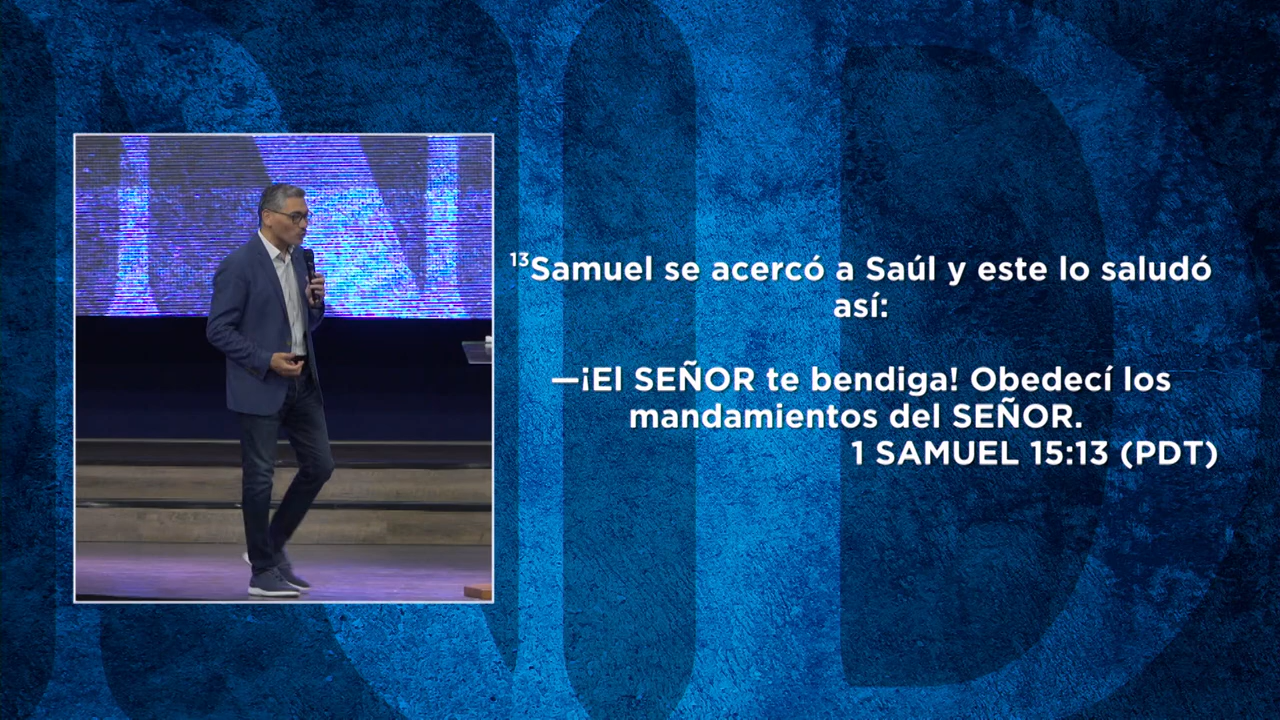 ¹³Samuel se acercó a Saúl y este lo saludó
así:
—¡El SEÑOR te bendiga! Obedecí los
mandamientos del SEÑOR.
1 SAMUEL 15:13 (PDT)